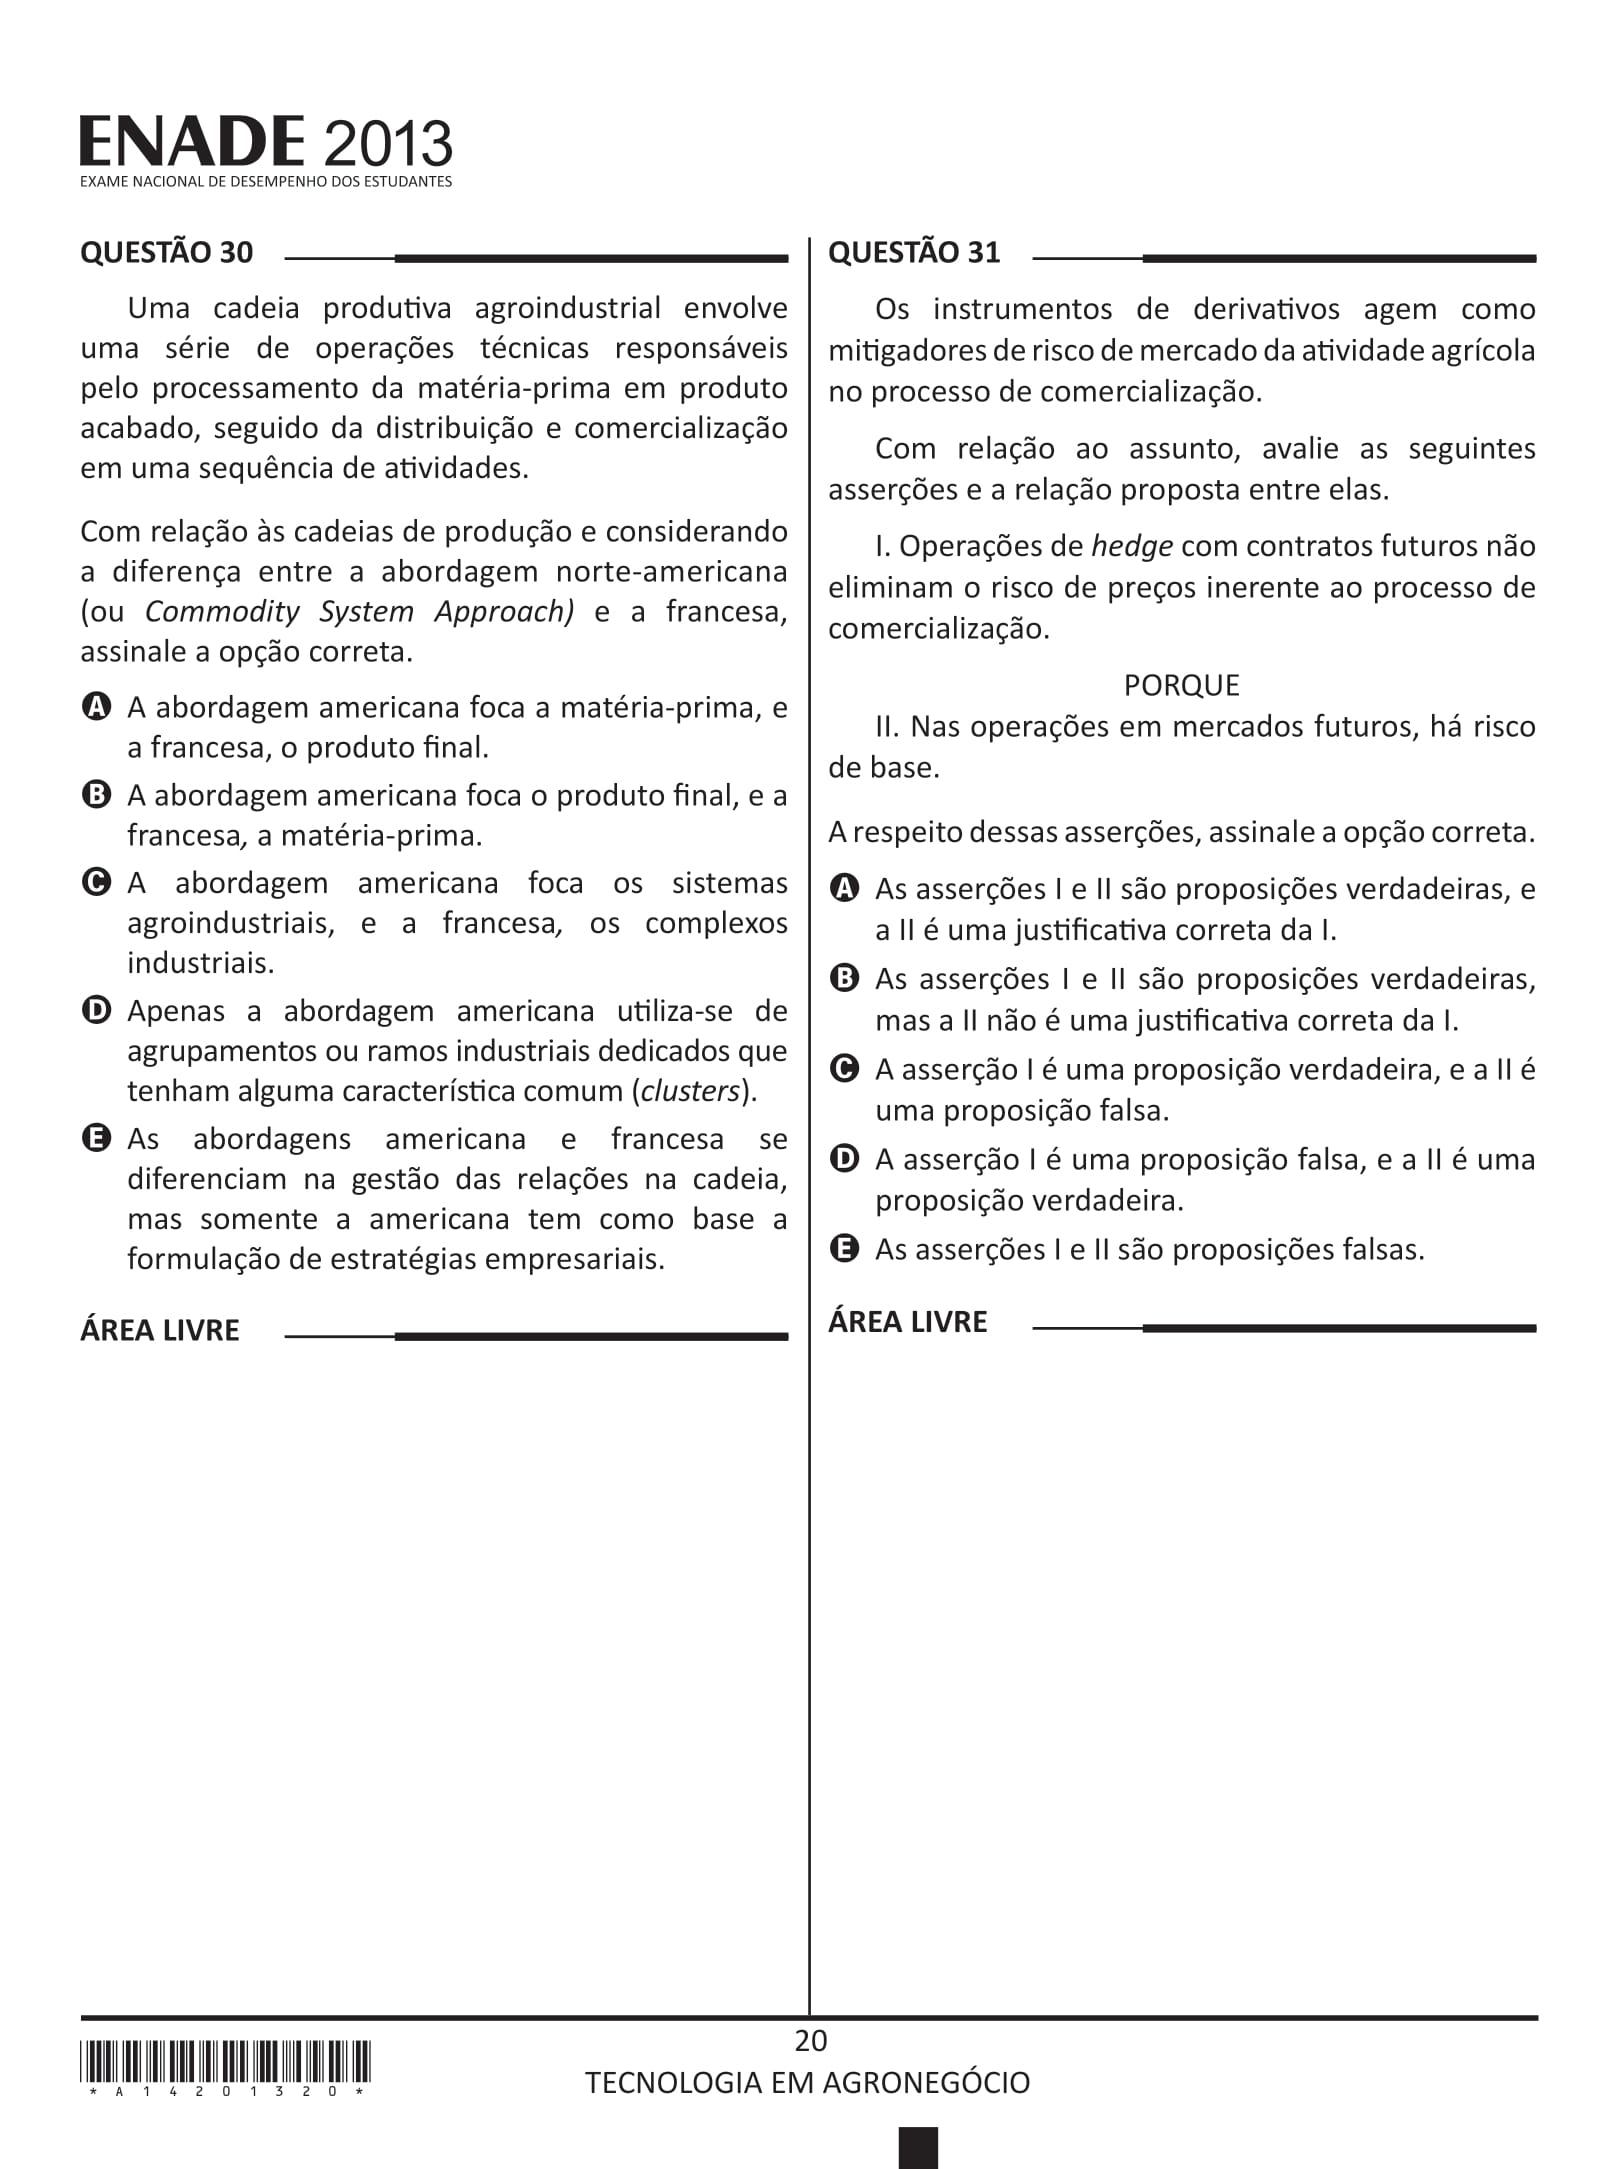 ENADE 2013
EXAME NACIONAL DE DESEMPENHO DOS ESTUDANTES
QUESTÃO 30
Uma cadeia produtiva agroindustrial envolve
uma série de operações técnicas responsáveis
pelo processamento da matéria-prima em produto
acabado, seguido da distribuição e comercialização
em uma sequência de atividades.
Com relação às cadeias de produção e considerando
a diferença entre a abordagem norte-americana
(ou Commodity System Approach) e a francesa,
assinale a opção correta.
A A abordagem americana foca a matéria-prima, e
a francesa, o produto final.
B A abordagem americana foca o produto final, e a
francesa, a matéria-prima.
C A abordagem americana foca os sistemas
agroindustriais, e a francesa, os complexos
industriais.
D Apenas a abordagem americana utiliza-se de
agrupamentos ou ramos industriais dedicados que
tenham alguma característica comum (clusters).
E As abordagens americana e francesa se
diferenciam na gestão das relações na cadeia,
mas somente a americana tem como base a
formulação de estratégias empresariais.
ÁREA LIVRE
QUESTÃO 31
Os instrumentos de derivativos agem como
mitigadores de risco de mercado da atividade agrícola
no processo de comercialização.
Com relação ao assunto, avalie as seguintes
asserções e a relação proposta entre elas.
I. Operações de hedge com contratos futuros não
eliminam o risco de preços inerente ao processo de
comercialização.
PORQUE
II. Nas operações em mercados futuros, há risco
de base.
A respeito dessas asserções, assinale a opção correta.
A As asserções I e II são proposições verdadeiras, e
a II é uma justificativa correta da I.
B As asserções I e II são proposições verdadeiras,
mas a II não é uma justificativa correta da I.
C A asserção I é uma proposição verdadeira, e a II é
uma proposição falsa.
D A asserção I é uma proposição falsa, e a II é uma
proposição verdadeira.
E As asserções I e II são proposições falsas.
ÁREA LIVRE
20
TECNOLOGIA EM AGRONEGÓCIO
* A 1 4 2 0 1 3 2 0 *